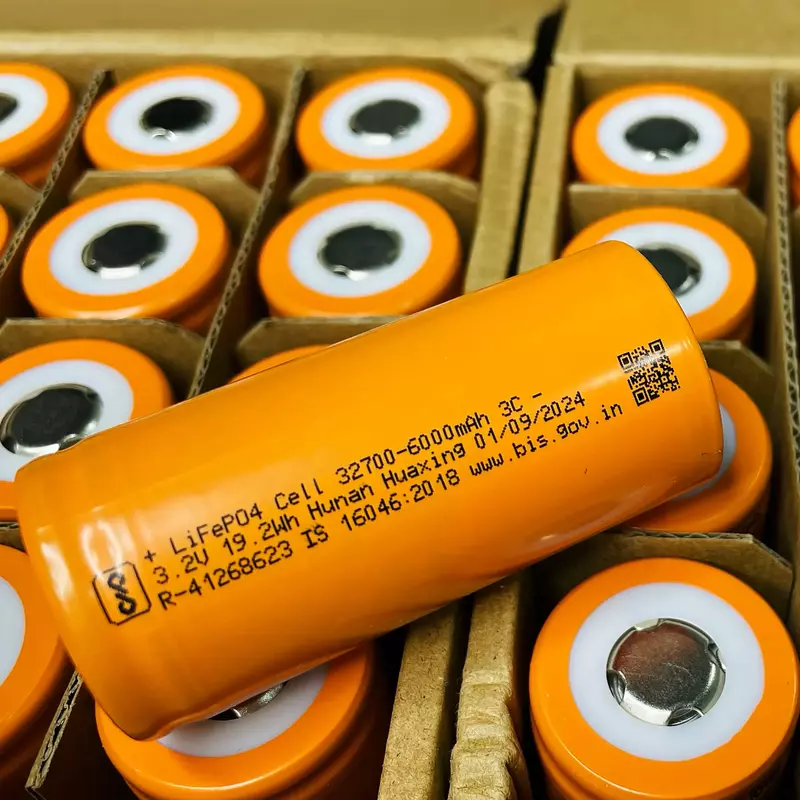 + LiFePO4 Cell 32700-6000mAh 3C -
3.2V 19.2Wh Hunan Huaxing 01/09/2024
R-41268623 IS 16046:2018 www.bis.gov.in